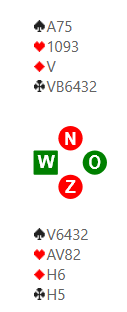 ♠A75
♥1093
♦V
♣VB6432
N
W O
Z
♠V6432
♥AV82
♦H6
♣H5